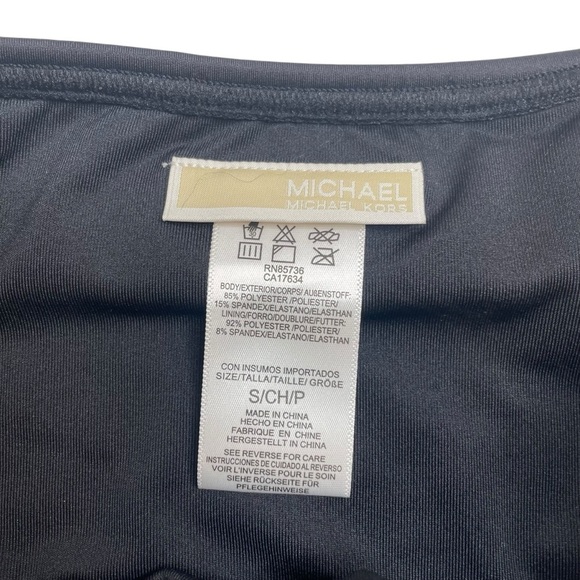 MICHAEL
MICHAEL KORS
RN85736
CA17634
BODY/EXTERIOR/CORPS/ AUßENSTOFF:
85% POLYESTER /POLIESTER/
15% SPANDEX/ELASTANO/ELASTHAN
LINING/FORRO/DOUBLURE/FUTTER:
92% POLYESTER/POLIESTER/
8% SPANDEX/ELASTANO/ELASTHAN
CON INSUMOS IMPORTADOS
SIZE/TALLA/TAILLE/ GRÖßE
S/CH/P
MADE IN CHINA
HECHO EN CHINA
FABRIQUE EN CHINE
HERGESTELLT IN CHINA
SEE REVERSE FOR CARE
INSTRUCCIONES DE CUIDADO AL REVERSO
VOIR L'INVERSE POUR LE SOIN
SIEHE RÜCKSEITE FÜR
PFLEGEHINWEISE